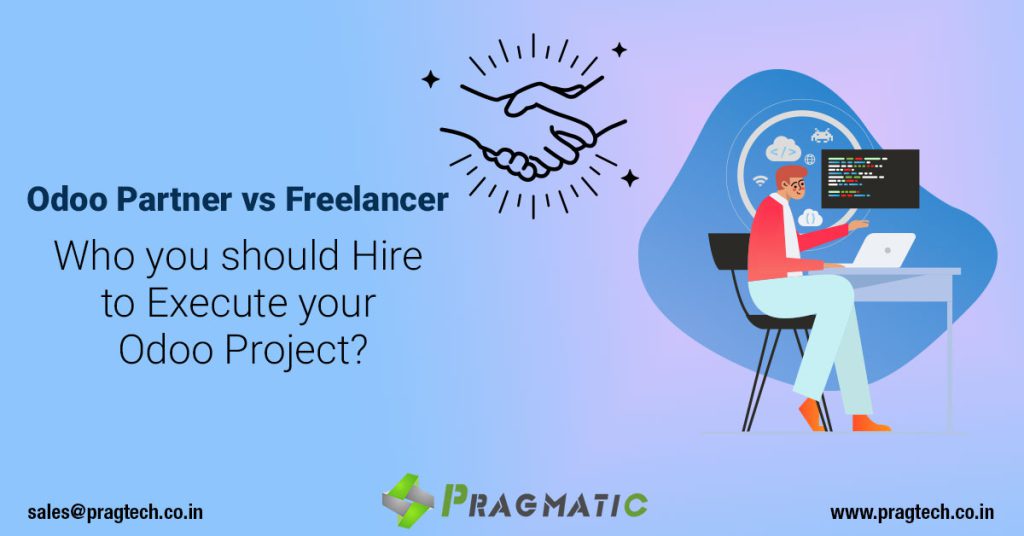 Odoo Partner vs Freelancer
Who you should Hire
to Execute your
Odoo Project?
PRAGMATIC
sales@pragtech.co.in
www.pragtech.co.in